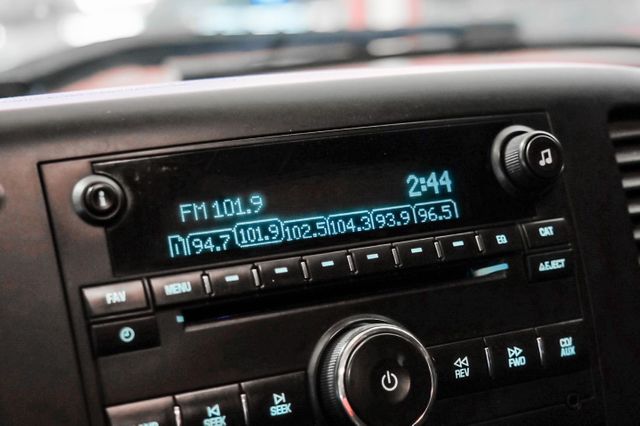 2:44
FM 101.9
94.7 101.9 102.5 104.3 93.9 96.5
FAV MENU EQ CAT
EJECT
REV FWD CD/AUX
SEEK SEEK